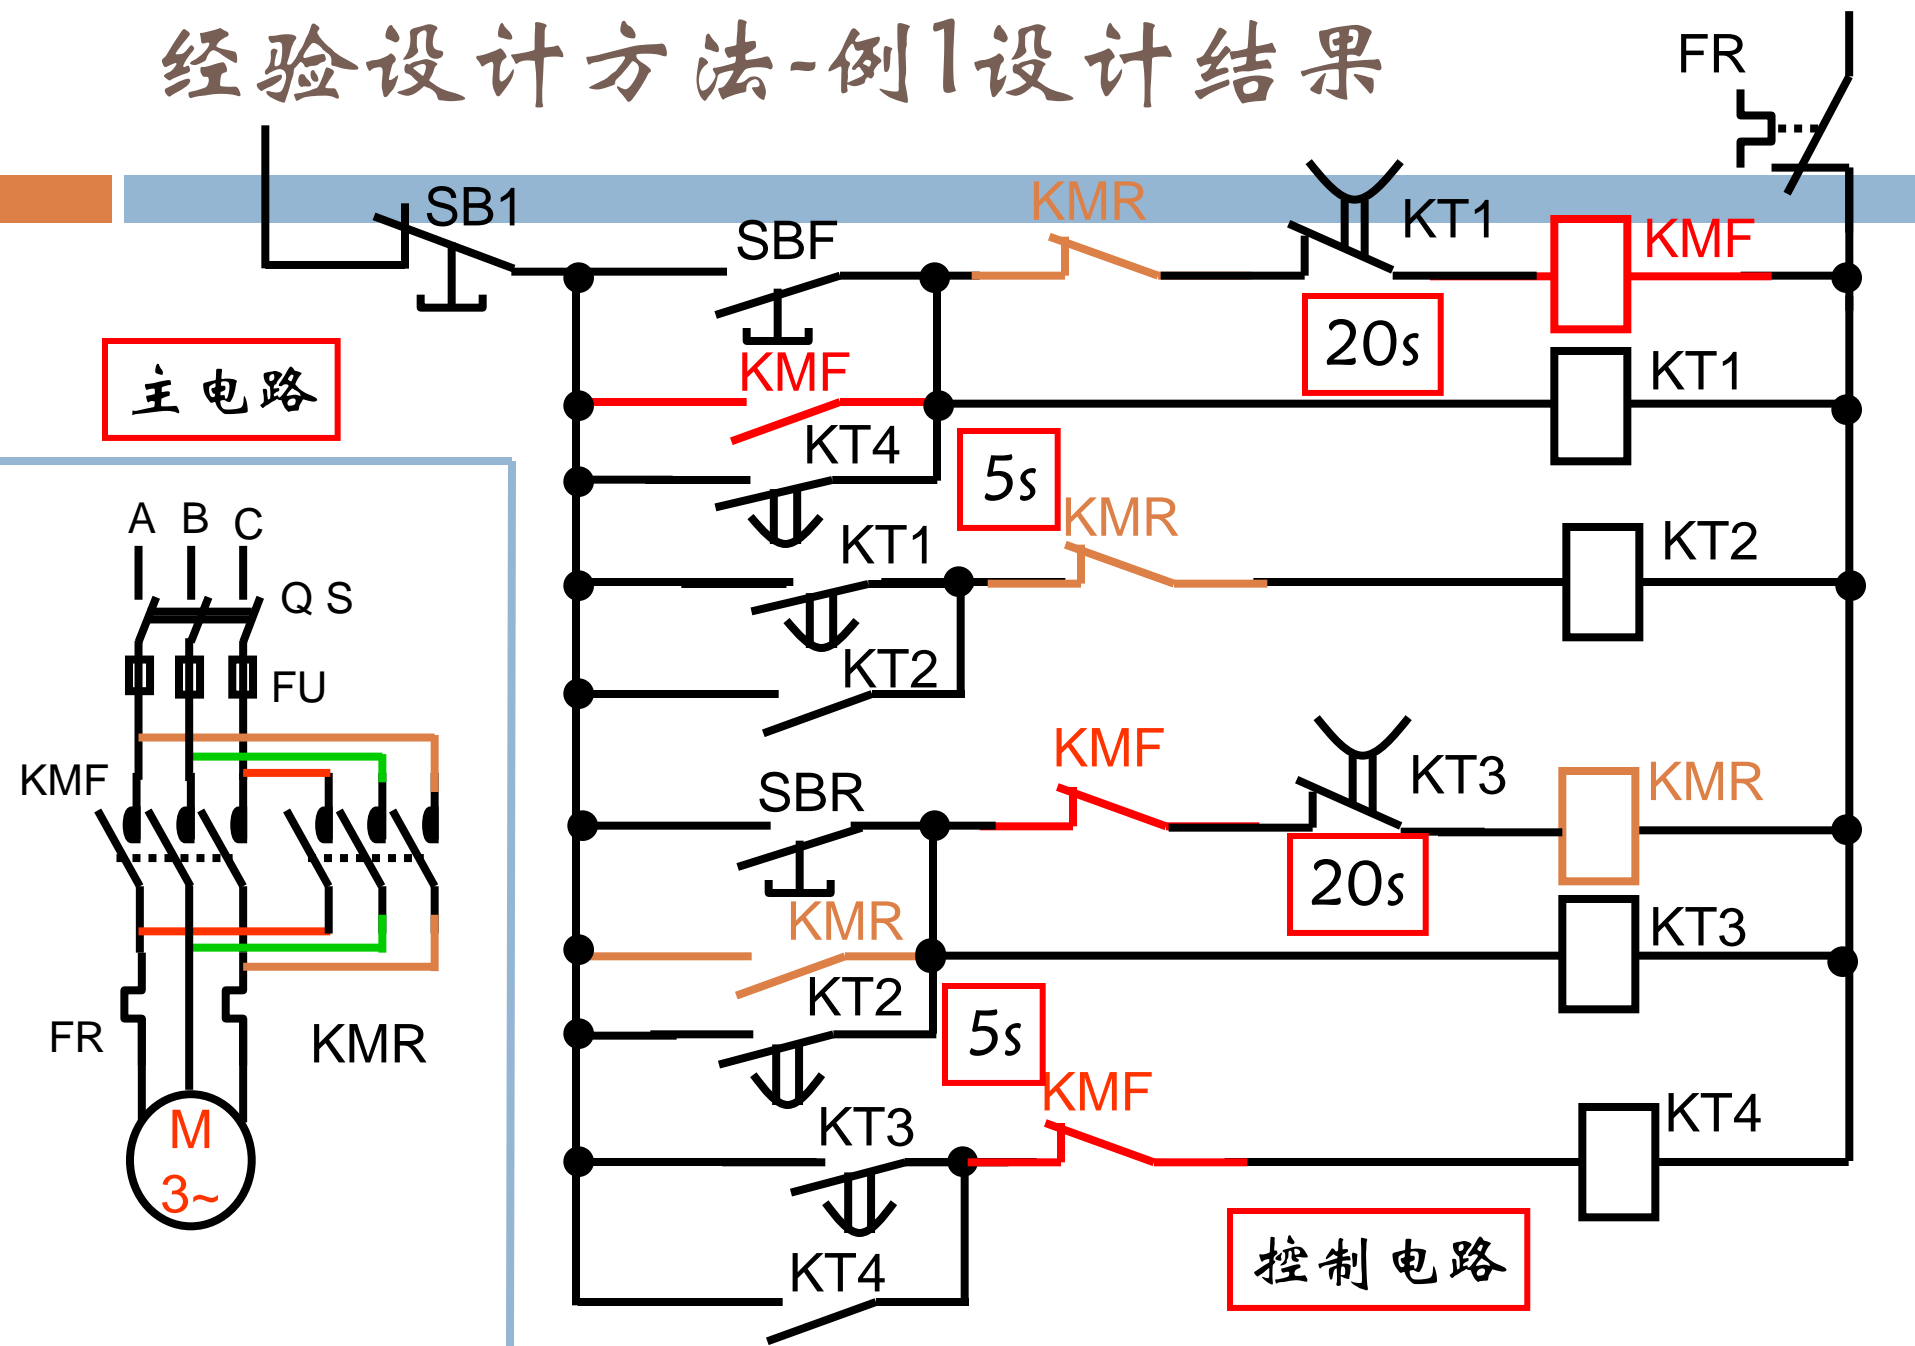 经验设计方法-例1设计结果
FR
SB1
SBF
KMR
KT1
KMF
20s
KT1
主电路
KMF
KT4
5s
KMR
KT1
KT2
A B C
Q S
KT2
FU
KMF
KMF
KT3
KMR
SBR
20s
KMR
KT3
KT2
5s
FR
KMR
KMF
KT4
M
3~
KT3
KT4
控制电路